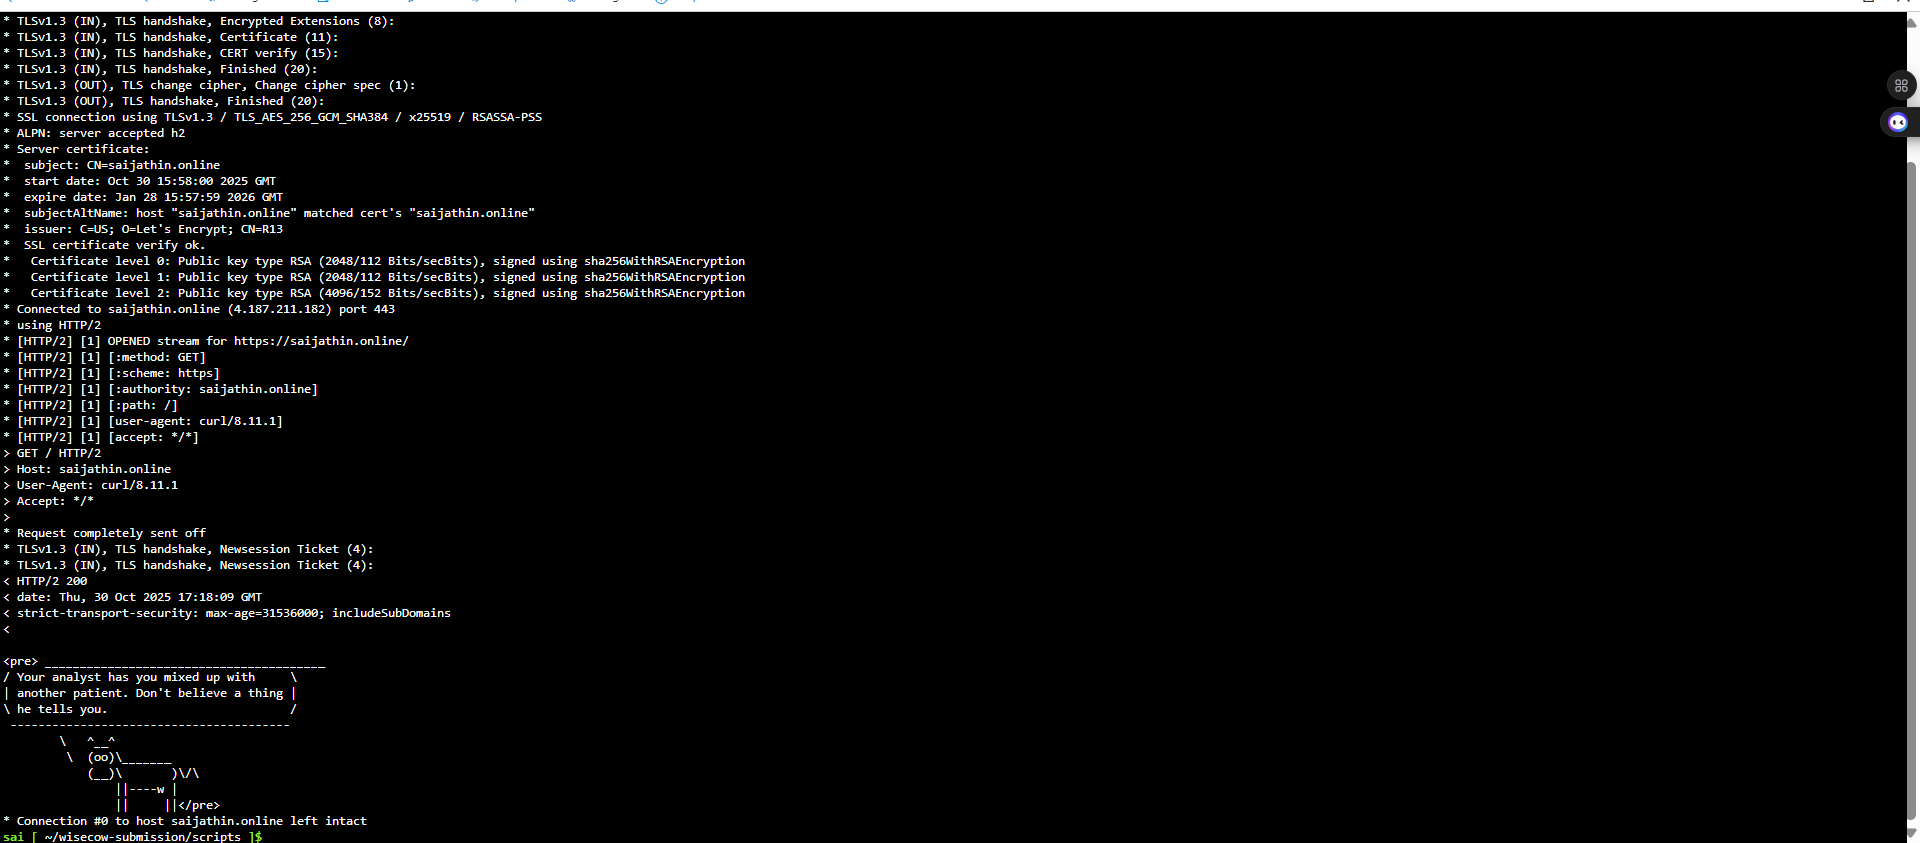 * TLSv1.3 (IN), TLS handshake, Encrypted Extensions (8):
* TLSv1.3 (IN), TLS handshake, Certificate (11):
* TLSv1.3 (IN), TLS handshake, CERT verify (15):
* TLSv1.3 (IN), TLS handshake, Finished (20):
* TLSv1.3 (OUT), TLS change cipher, Change cipher spec (1):
* TLSv1.3 (OUT), TLS handshake, Finished (20):
* SSL connection using TLSv1.3 / TLS_AES_256_GCM_SHA384 / x25519 / RSASSA-PSS
* ALPN: server accepted h2
* Server certificate:
*  subject: CN=saijathin.online
*  start date: Oct 30 15:58:00 2025 GMT
*  expire date: Jan 28 15:57:59 2026 GMT
*  subjectAltName: host "saijathin.online" matched cert's "saijathin.online"
*  issuer: C=US; O=Let's Encrypt; CN=R13
*  SSL certificate verify ok.
*   Certificate level 0: Public key type RSA (2048/112 Bits/secBits), signed using sha256WithRSAEncryption
*   Certificate level 1: Public key type RSA (2048/112 Bits/secBits), signed using sha256WithRSAEncryption
*   Certificate level 2: Public key type RSA (4096/152 Bits/secBits), signed using sha256WithRSAEncryption
* Connected to saijathin.online (4.187.211.182) port 443
* using HTTP/2
* [HTTP/2] [1] OPENED stream for https://saijathin.online/
* [HTTP/2] [1] [:method: GET]
* [HTTP/2] [1] [:scheme: https]
* [HTTP/2] [1] [:authority: saijathin.online]
* [HTTP/2] [1] [:path: /]
* [HTTP/2] [1] [user-agent: curl/8.11.1]
* [HTTP/2] [1] [accept: */*]
> GET / HTTP/2
> Host: saijathin.online
> User-Agent: curl/8.11.1
> Accept: */*
>
* Request completely sent off
* TLSv1.3 (IN), TLS handshake, Newsession Ticket (4):
* TLSv1.3 (IN), TLS handshake, Newsession Ticket (4):
< HTTP/2 200
< date: Thu, 30 Oct 2025 17:18:09 GMT
< strict-transport-security: max-age=31536000; includeSubDomains
<
<pre> ________________________________________
/ Your analyst has you mixed up with     \
| another patient. Don't believe a thing |
\ he tells you.                          /
 ----------------------------------------
        \   ^__^
         \  (oo)\_______
            (__)\       )\/\
                ||----w |
                ||     ||</pre>
* Connection #0 to host saijathin.online left intact
sai [ ~/wisecow-submission/scripts ]$